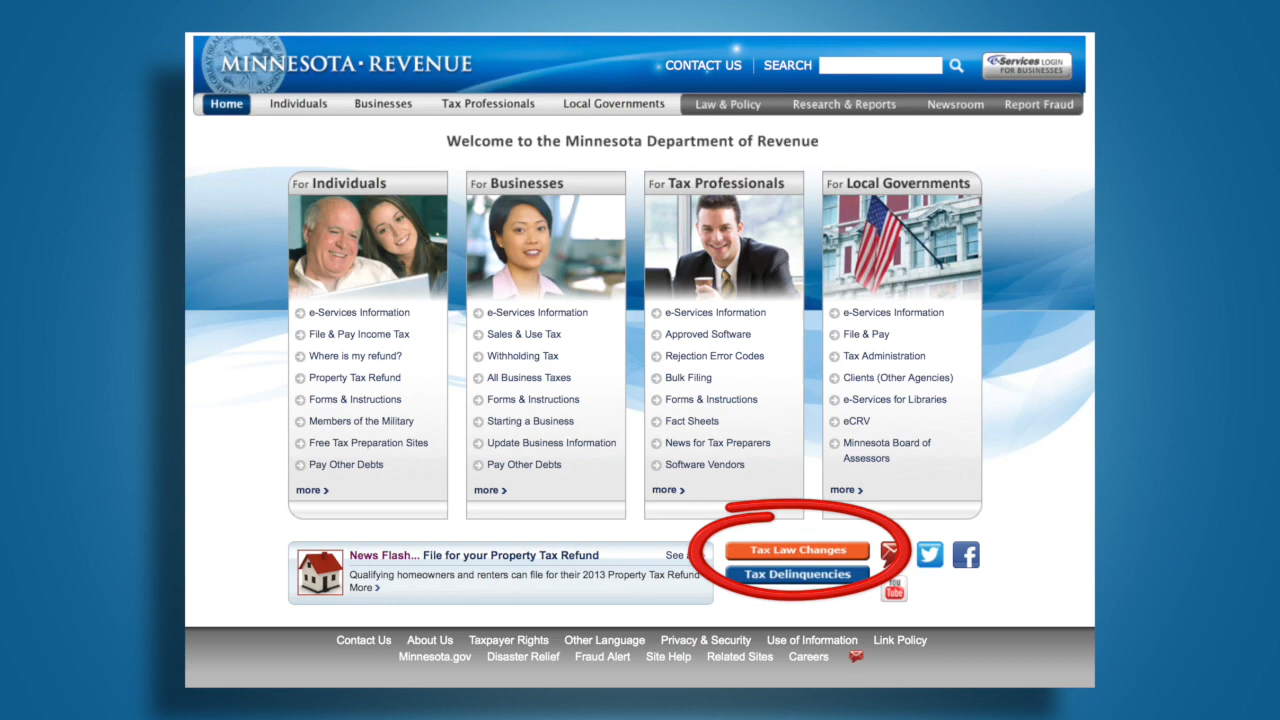 MINNESOTA · REVENUE
CONTACT US
SEARCH
e-Services LOGIN
FOR BUSINESSES
Home Individuals Businesses Tax Professionals Local Governments Law & Policy Research & Reports Newsroom Report Fraud
Welcome to the Minnesota Department of Revenue
For Individuals
e-Services Information
File & Pay Income Tax
Where is my refund?
Property Tax Refund
Forms & Instructions
Members of the Military
Free Tax Preparation Sites
Pay Other Debts
more
For Businesses
e-Services Information
Sales & Use Tax
Withholding Tax
All Business Taxes
Forms & Instructions
Starting a Business
Update Business Information
Pay Other Debts
more
For Tax Professionals
e-Services Information
Approved Software
Rejection Error Codes
Bulk Filing
Forms & Instructions
Fact Sheets
News for Tax Preparers
Software Vendors
more
For Local Governments
e-Services Information
File & Pay
Tax Administration
Clients (Other Agencies)
e-Services for Libraries
eCRV
Minnesota Board of
Assessors
more
News Flash... File for your Property Tax Refund See
Qualifying homeowners and renters can file for their 2013 Property Tax Refund
More
Tax Law Changes
Tax Delinquencies
You
Tube
Contact Us About Us Taxpayer Rights Other Language Privacy & Security Use of Information Link Policy
Minnesota.gov Disaster Relief Fraud Alert Site Help Related Sites Careers